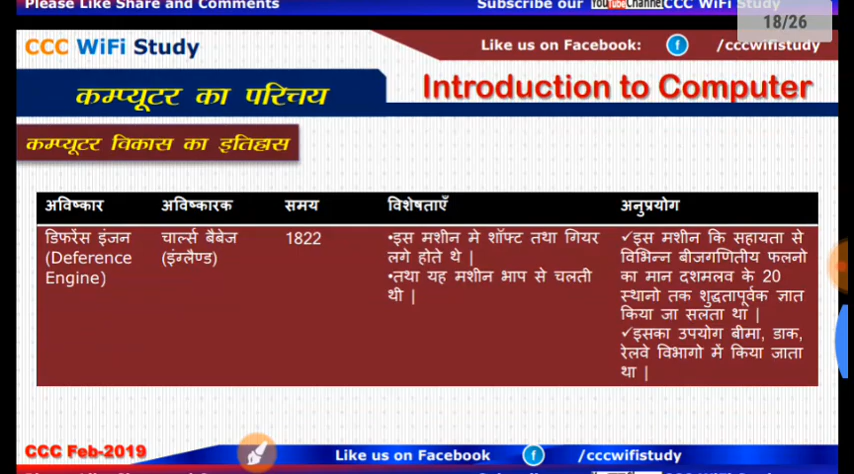 Please Like Share and Comments Subscribe our YouTube Channel CCC WiFi Study
18/26
CCC WiFi Study Like us on Facebook: f /cccwifistudy
कम्प्यूटर का परिचय Introduction to Computer
कम्प्यूटर विकास का इतिहास
अविष्कार अविष्कारक समय विशेषताएँ अनुप्रयोग
डिफरेंस इंजन
(Deference
Engine)
चार्ल्स बैबेज
(इंग्लैण्ड)
1822
•इस मशीन मे शॉफ्ट तथा गियर
लगे होते थे |
•तथा यह मशीन भाप से चलती
थी |
✓इस मशीन कि सहायता से
विभिन्न बीजगणितीय फलनो
का मान दशमलव के 20
स्थानो तक शुद्धतापूर्वक ज्ञात
किया जा सलता था |
✓इसका उपयोग बीमा, डाक,
रेलवे विभागो में किया जाता
था |
CCC Feb-2019 Like us on Facebook f /cccwifistudy